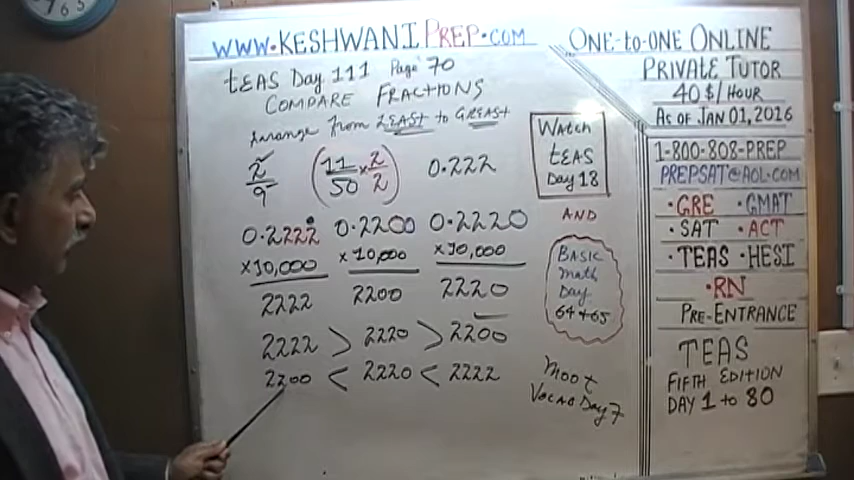 WWW.KESHWANIPREP.COM
tEAS Day 111 Page 70
COMPARE FRACTIONS
Arrange from LEAST to GREAST
2/9 (11/50 x 2/2) 0.222
0.2222 0.2200 0.2220
x10,000 x10,000 x10,000
2222 2200 2220
2222 > 2220 > 2200
2200 < 2220 < 2222
Watch
tEAS
Day 18
AND
BASIC
math
Day
64+65
moot
Vocab Day 7
ONE-to-ONE ONLINE
PRIVATE TUTOR
40$/HOUR
AS OF JAN 01,2016
1-800-808-PREP
PREPSAT@AOL.COM
•GRE •GMAT
•SAT •ACT
•TEAS •HESI
•RN
PRE-ENTRANCE
TEAS
FIFTH EDITION
DAY 1 to 80